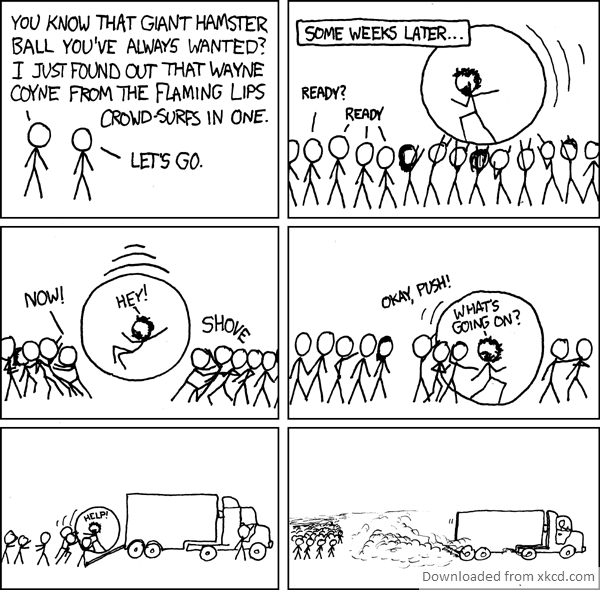 YOU KNOW THAT GIANT HAMSTER
BALL YOU'VE ALWAYS WANTED?
I JUST FOUND OUT THAT WAYNE
COYNE FROM THE FLAMING LIPS
CROWD-SURFS IN ONE.
LET'S GO.
SOME WEEKS LATER...
READY?
READY
NOW!
HEY!
SHOVE
OKAY, PUSH!
WHAT'S
GOING ON?
HELP!
Downloaded from xkcd.com